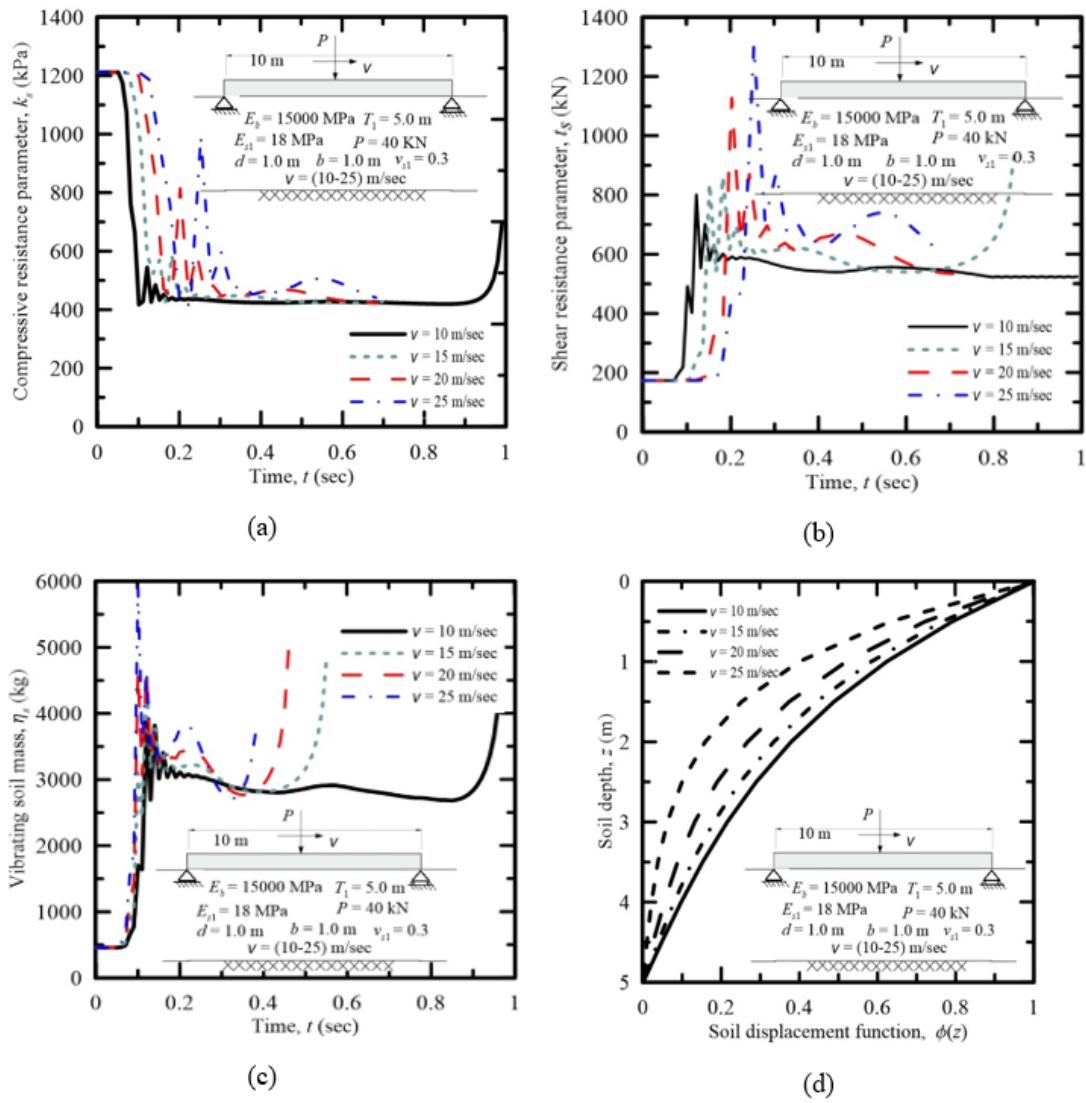 1400
1200
1000
800
600
400
200
0
0 0.2 0.4 0.6 0.8 1
Compressive resistance parameter, kₛ (kPa)
Time, t (sec)
P
10 m
v
E_b = 15000 MPa T₁ = 5.0 m
Eₛ₁ = 18 MPa P = 40 KN
d = 1.0 m b = 1.0 m vₛ₁ = 0.3
v = (10-25) m/sec
v = 10 m/sec
v = 15 m/sec
v = 20 m/sec
v = 25 m/sec
(a)
1400
1200
1000
800
600
400
200
0
0 0.2 0.4 0.6 0.8 1
Shear resistance parameter, tₛ (kN)
Time, t (sec)
P
10 m
v
E_b = 15000 MPa T₁ = 5.0 m
Eₛ₁ = 18 MPa P = 40 kN
d = 1.0 m b = 1.0 m vₛ₁ = 0.3
v = (10-25) m/sec
v = 10 m/sec
v = 15 m/sec
v = 20 m/sec
v = 25 m/sec
(b)
6000
5000
4000
3000
2000
1000
0
0 0.2 0.4 0.6 0.8 1
Vibrating soil mass, ηₛ (kg)
Time, t (sec)
v = 10 m/sec
v = 15 m/sec
v = 20 m/sec
v = 25 m/sec
P
10 m
v
E_b = 15000 MPa T₁ = 5.0 m
Eₛ₁ = 18 MPa P = 40 kN
d = 1.0 m b = 1.0 m vₛ₁ = 0.3
v = (10-25) m/sec
(c)
0
1
2
3
4
5
0 0.2 0.4 0.6 0.8 1
Soil depth, z (m)
Soil displacement function, ϕ(z)
v = 10 m/sec
v = 15 m/sec
v = 20 m/sec
v = 25 m/sec
P
10 m
v
E_b = 15000 MPa T₁ = 5.0 m
Eₛ₁ = 18 MPa P = 40 kN
d = 1.0 m b = 1.0 m vₛ₁ = 0.3
v = (10-25) m/sec
(d)